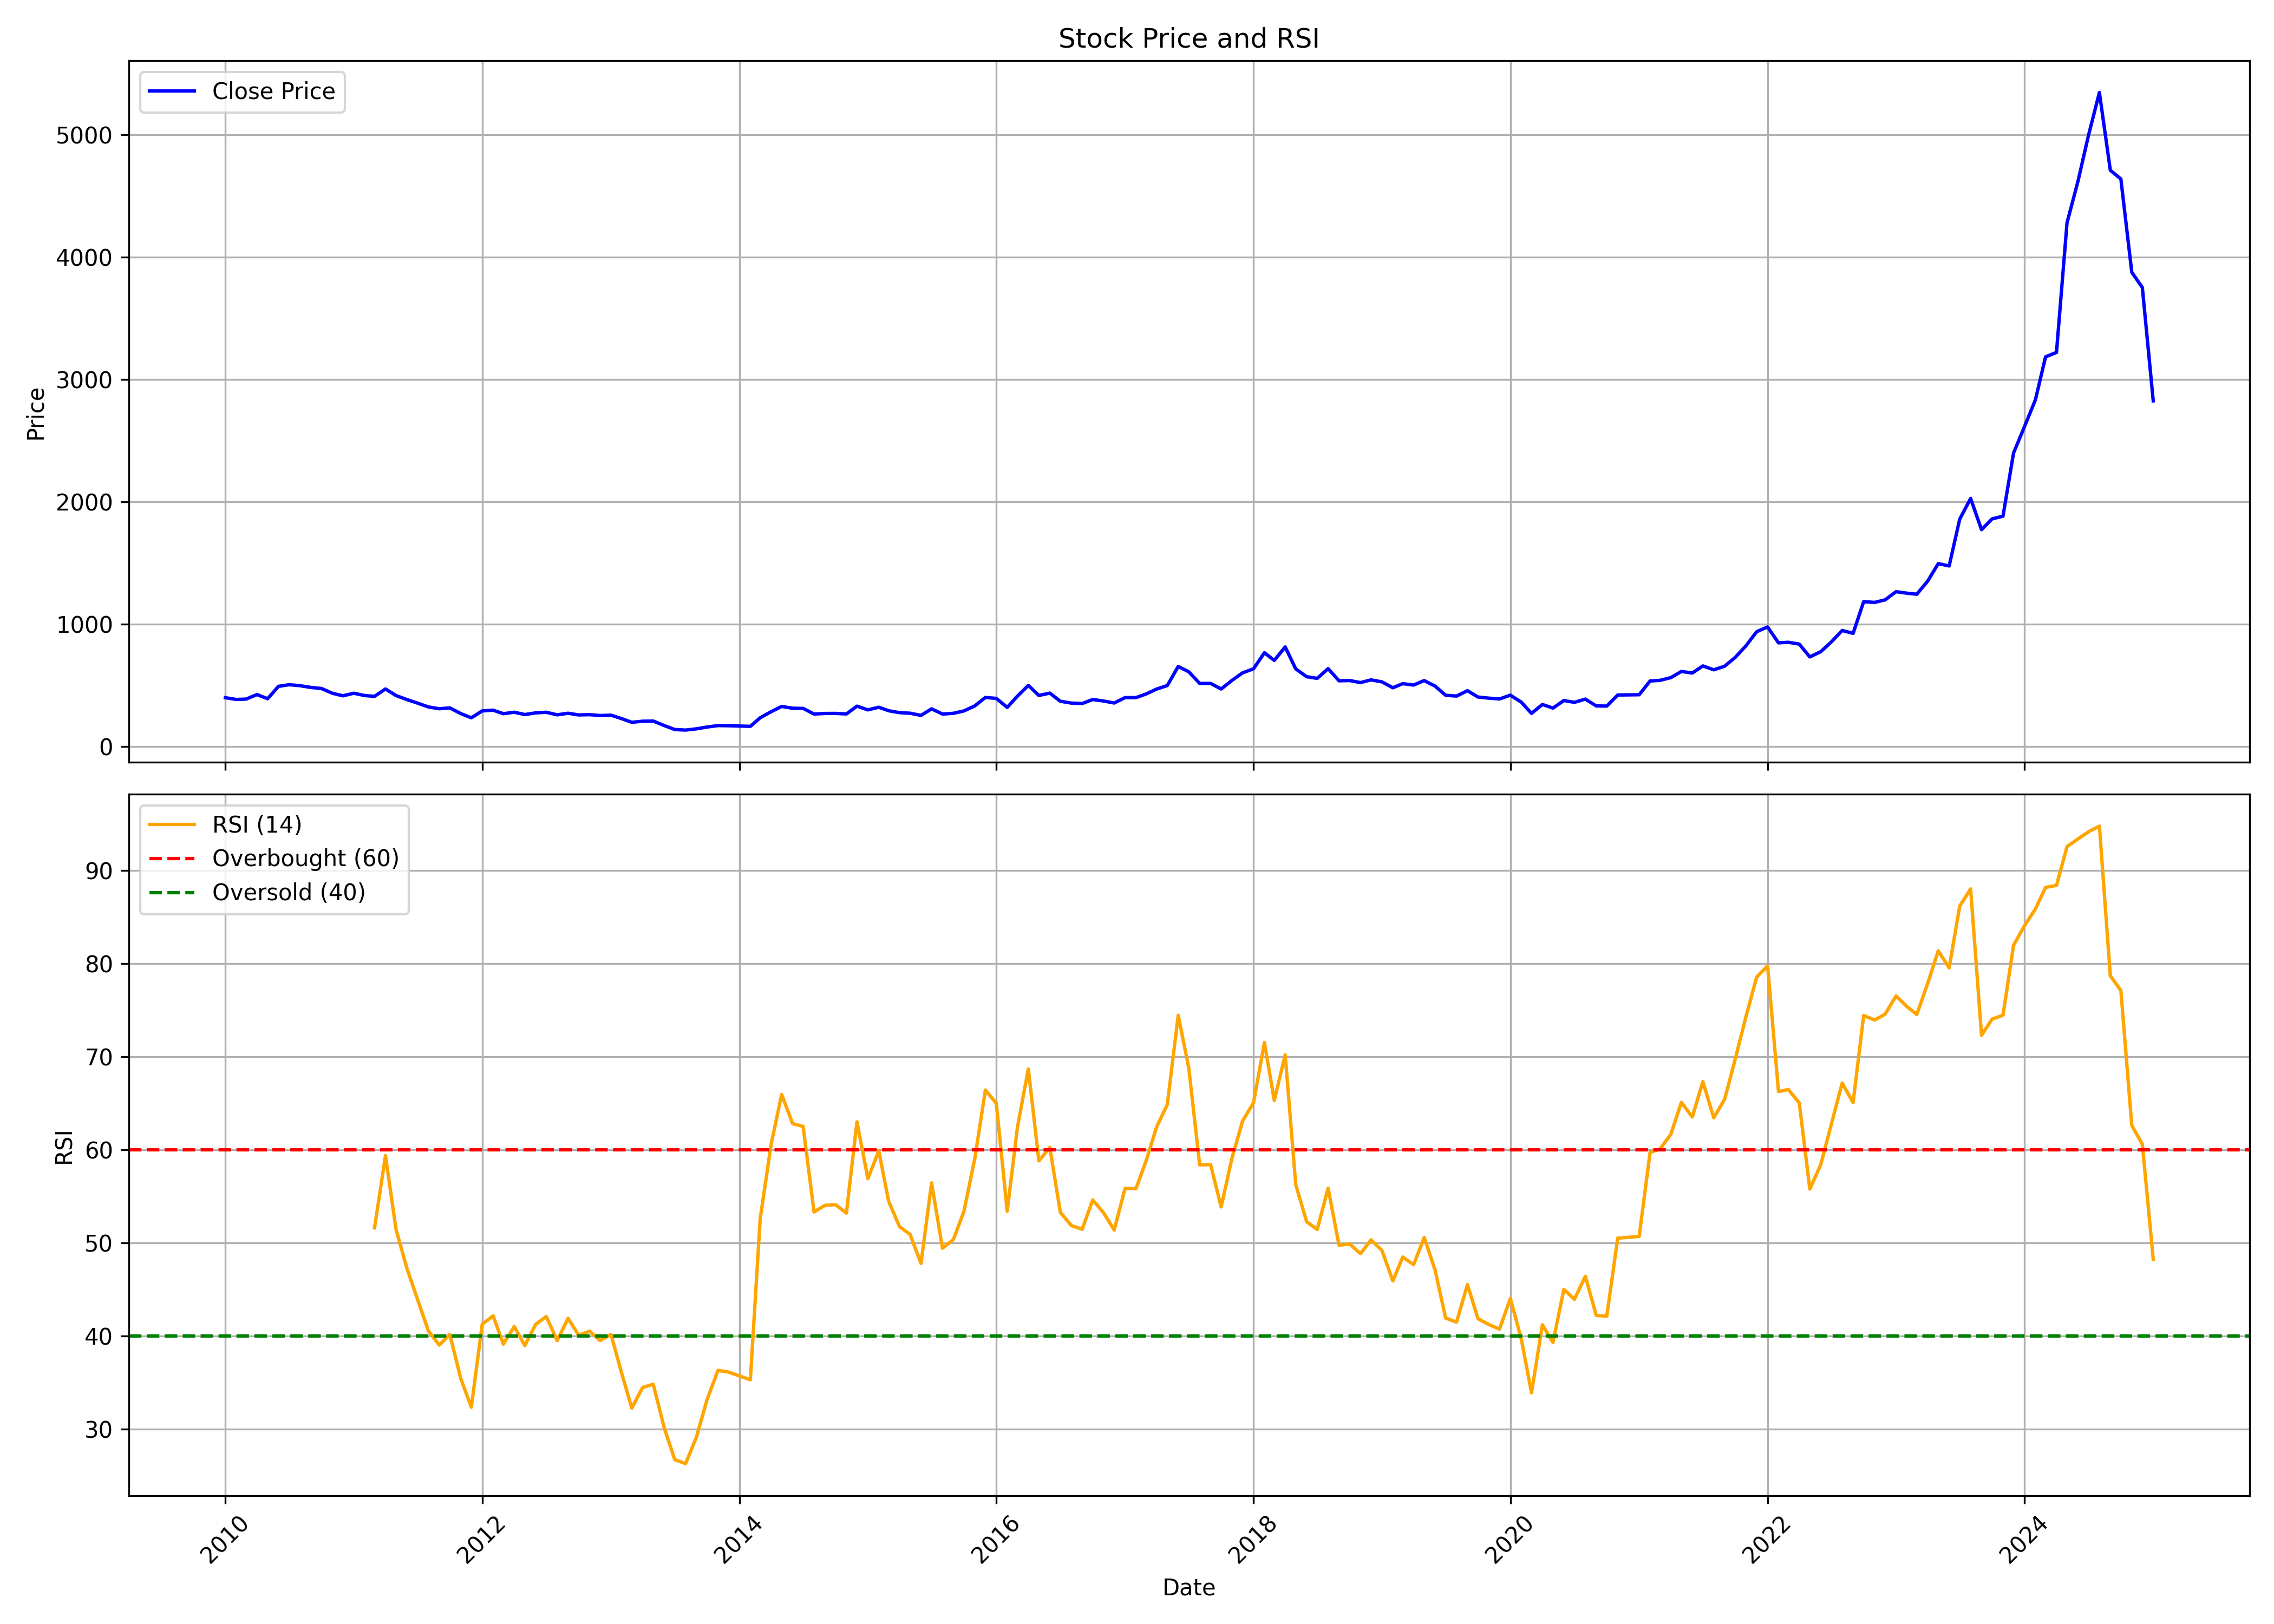 Stock Price and RSI
Close Price
5000
4000
3000
2000
1000
0
Price
RSI (14)
Overbought (60)
Oversold (40)
90
80
70
60
50
40
30
RSI
2010
2012
2014
2016
2018
2020
2022
2024
Date